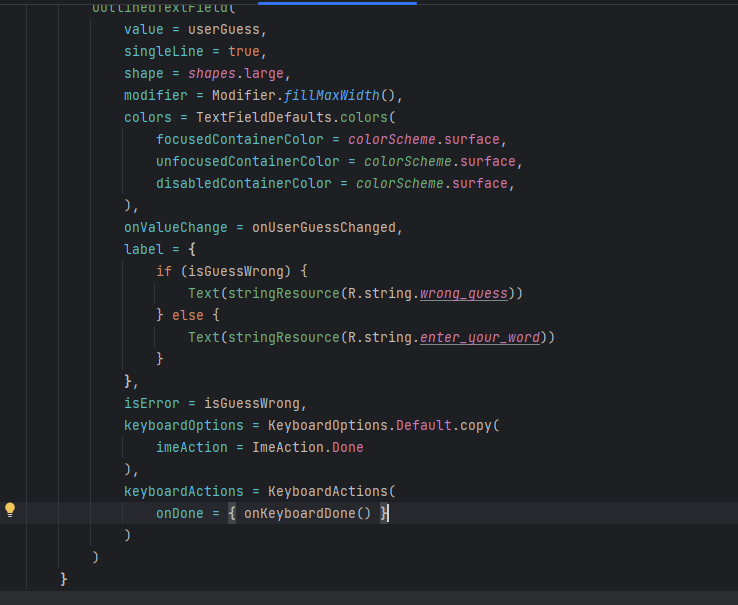 OutlinedTextField(
value = userGuess,
singleLine = true,
shape = shapes.large,
modifier = Modifier.fillMaxWidth(),
colors = TextFieldDefaults.colors(
focusedContainerColor = colorScheme.surface,
unfocusedContainerColor = colorScheme.surface,
disabledContainerColor = colorScheme.surface,
),
onValueChange = onUserGuessChanged,
label = {
if (isGuessWrong) {
Text(stringResource(R.string.wrong_guess))
} else {
Text(stringResource(R.string.enter_your_word))
}
},
isError = isGuessWrong,
keyboardOptions = KeyboardOptions.Default.copy(
imeAction = ImeAction.Done
),
keyboardActions = KeyboardActions(
onDone = { onKeyboardDone() }
)
)
}